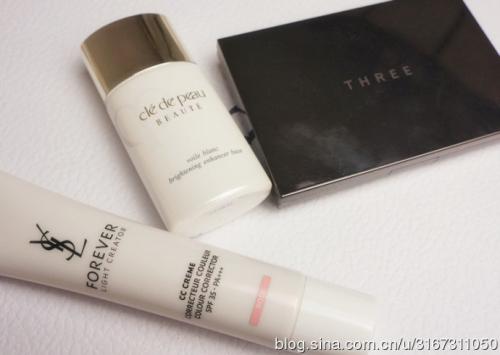 clé de peau
BEAUTÉ
voile blanc
brightening enhancer base
THREE
YSL
FOREVER
LIGHT CREATOR
CC CREME
CORRECTEUR COULEUR
COLOUR CORRECTOR
SPF 35 - PA+++
blog.sina.com.cn/u/3167311050